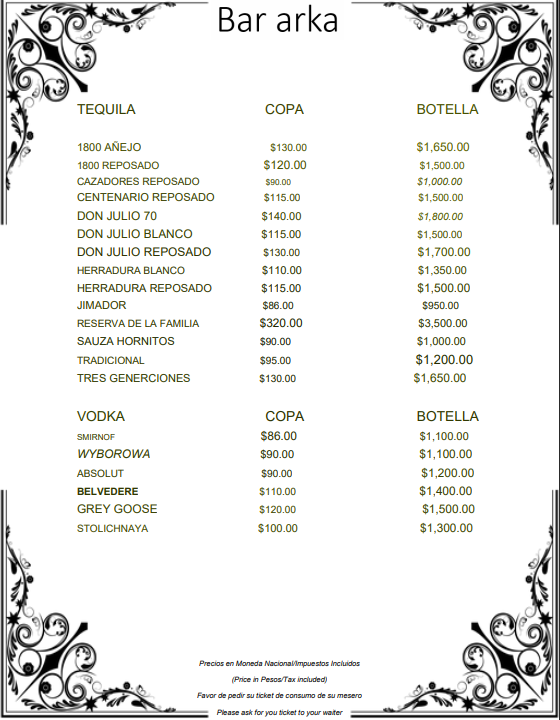 Bar arka
TEQUILA COPA BOTELLA
1800 AÑEJO $130.00 $1,650.00
1800 REPOSADO $120.00 $1,500.00
CAZADORES REPOSADO $90.00 $1,000.00
CENTENARIO REPOSADO $115.00 $1,500.00
DON JULIO 70 $140.00 $1,800.00
DON JULIO BLANCO $115.00 $1,500.00
DON JULIO REPOSADO $130.00 $1,700.00
HERRADURA BLANCO $110.00 $1,350.00
HERRADURA REPOSADO $115.00 $1,500.00
JIMADOR $86.00 $950.00
RESERVA DE LA FAMILIA $320.00 $3,500.00
SAUZA HORNITOS $90.00 $1,000.00
TRADICIONAL $95.00 $1,200.00
TRES GENERCIONES $130.00 $1,650.00
VODKA COPA BOTELLA
SMIRNOF $86.00 $1,100.00
WYBOROWA $90.00 $1,100.00
ABSOLUT $90.00 $1,200.00
BELVEDERE $110.00 $1,400.00
GREY GOOSE $120.00 $1,500.00
STOLICHNAYA $100.00 $1,300.00
Precios en Moneda Nacional/Impuestos Incluidos
(Price in Pesos/Tax included)
Favor de pedir su ticket de consumo de su mesero
Please ask for you ticket to your waiter